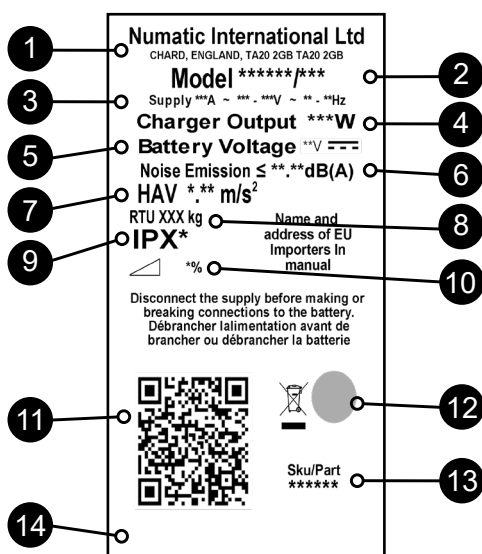 Numatic International Ltd
CHARD, ENGLAND, TA20 2GB TA20 2GB
1
Model ******/***
2
Supply ***A ~ *** - ***V ~ ** - **Hz
3
Charger Output ***W
4
Battery Voltage **V
5
Noise Emission ≤ **.**dB(A)
6
HAV *.** m/s²
7
RTU XXX kg
8
IPX*
9
Name and
address of EU
Importers In
manual
*%
10
Disconnect the supply before making or
breaking connections to the battery.
Débrancher lalimentation avant de
brancher ou débrancher la batterie
11
12
Sku/Part
******
13
14